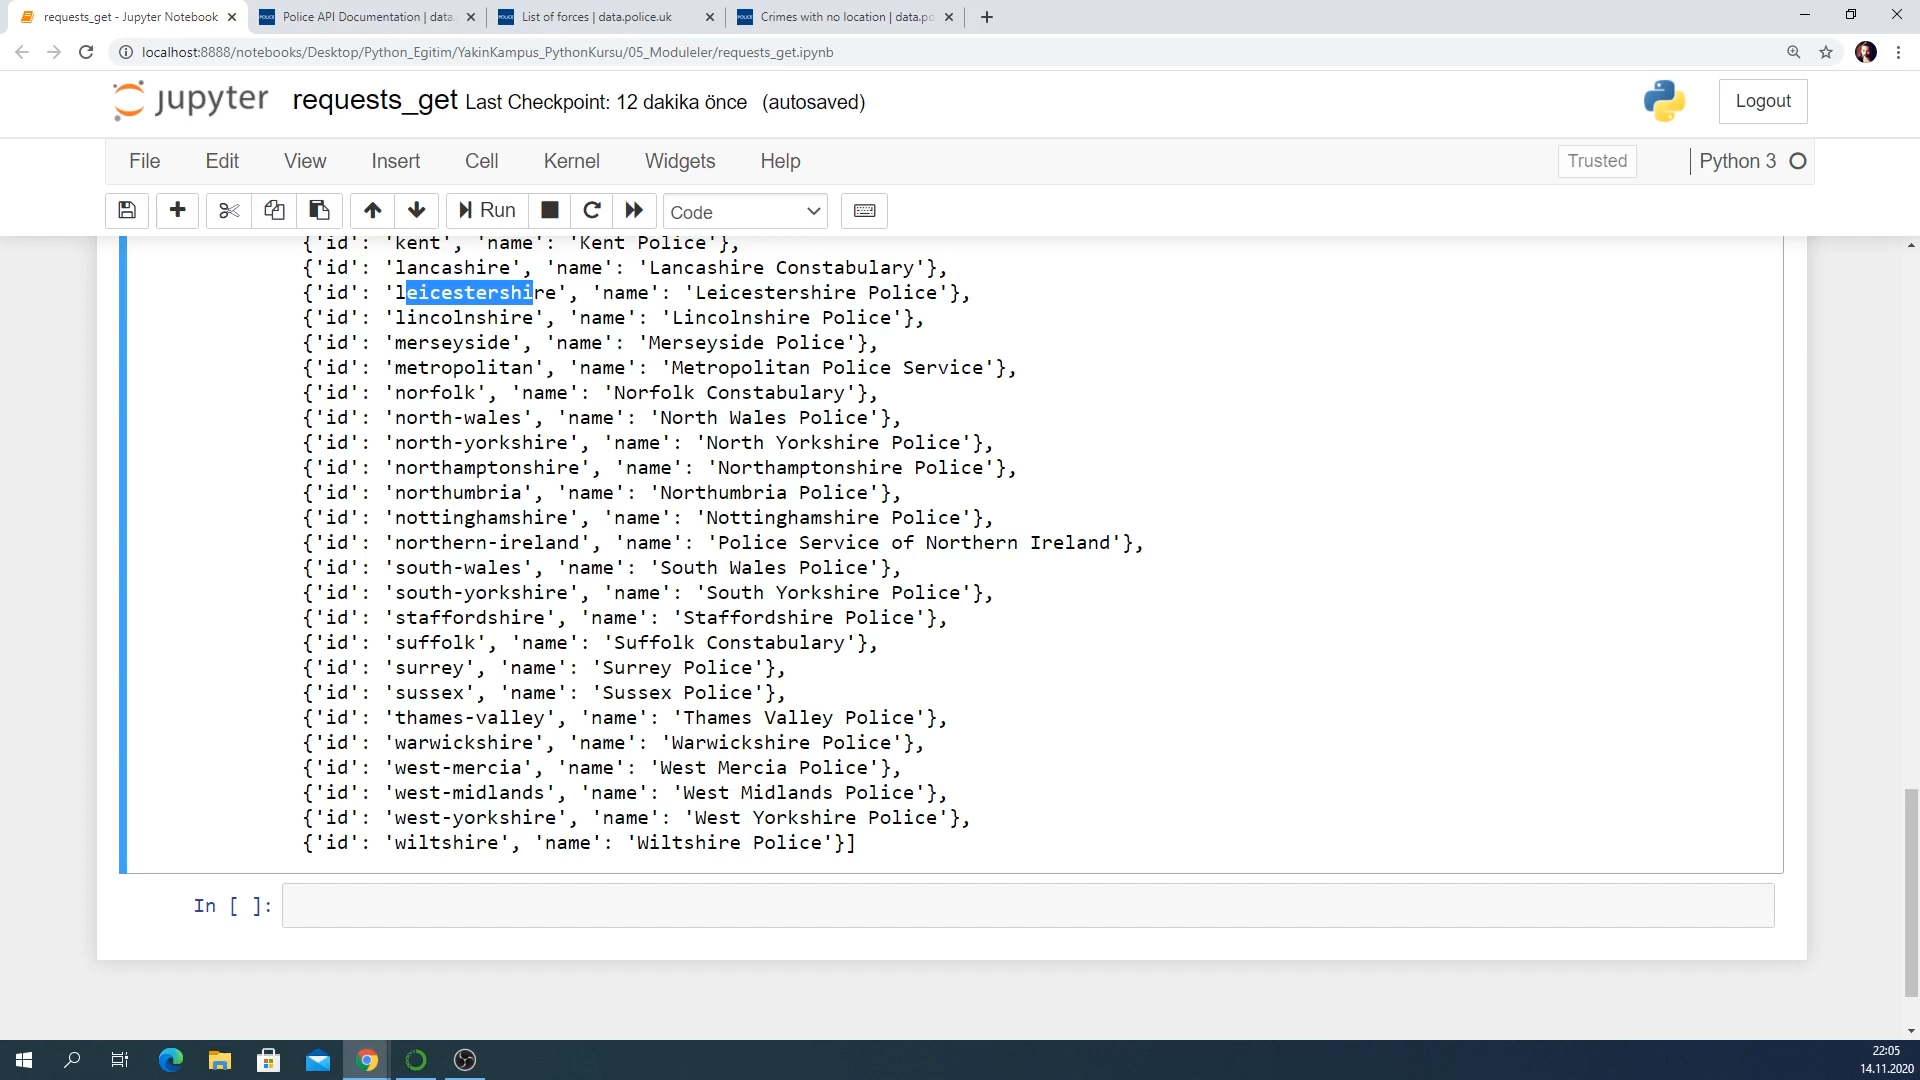 requests_get - Jupyter Notebook
Police API Documentation | data.
List of forces | data.police.uk
Crimes with no location | data.po
localhost:8888/notebooks/Desktop/Python_Egitim/YakinKampus_PythonKursu/05_Moduleler/requests_get.ipynb
jupyter requests_get Last Checkpoint: 12 dakika önce (autosaved)
Logout
File Edit View Insert Cell Kernel Widgets Help
Trusted Python 3
Run Code
{'id': 'kent', 'name': 'Kent Police'},
{'id': 'lancashire', 'name': 'Lancashire Constabulary'},
{'id': 'leicestershire', 'name': 'Leicestershire Police'},
{'id': 'lincolnshire', 'name': 'Lincolnshire Police'},
{'id': 'merseyside', 'name': 'Merseyside Police'},
{'id': 'metropolitan', 'name': 'Metropolitan Police Service'},
{'id': 'norfolk', 'name': 'Norfolk Constabulary'},
{'id': 'north-wales', 'name': 'North Wales Police'},
{'id': 'north-yorkshire', 'name': 'North Yorkshire Police'},
{'id': 'northamptonshire', 'name': 'Northamptonshire Police'},
{'id': 'northumbria', 'name': 'Northumbria Police'},
{'id': 'nottinghamshire', 'name': 'Nottinghamshire Police'},
{'id': 'northern-ireland', 'name': 'Police Service of Northern Ireland'},
{'id': 'south-wales', 'name': 'South Wales Police'},
{'id': 'south-yorkshire', 'name': 'South Yorkshire Police'},
{'id': 'staffordshire', 'name': 'Staffordshire Police'},
{'id': 'suffolk', 'name': 'Suffolk Constabulary'},
{'id': 'surrey', 'name': 'Surrey Police'},
{'id': 'sussex', 'name': 'Sussex Police'},
{'id': 'thames-valley', 'name': 'Thames Valley Police'},
{'id': 'warwickshire', 'name': 'Warwickshire Police'},
{'id': 'west-mercia', 'name': 'West Mercia Police'},
{'id': 'west-midlands', 'name': 'West Midlands Police'},
{'id': 'west-yorkshire', 'name': 'West Yorkshire Police'},
{'id': 'wiltshire', 'name': 'Wiltshire Police'}]
In [ ]:
22:05
14.11.2020